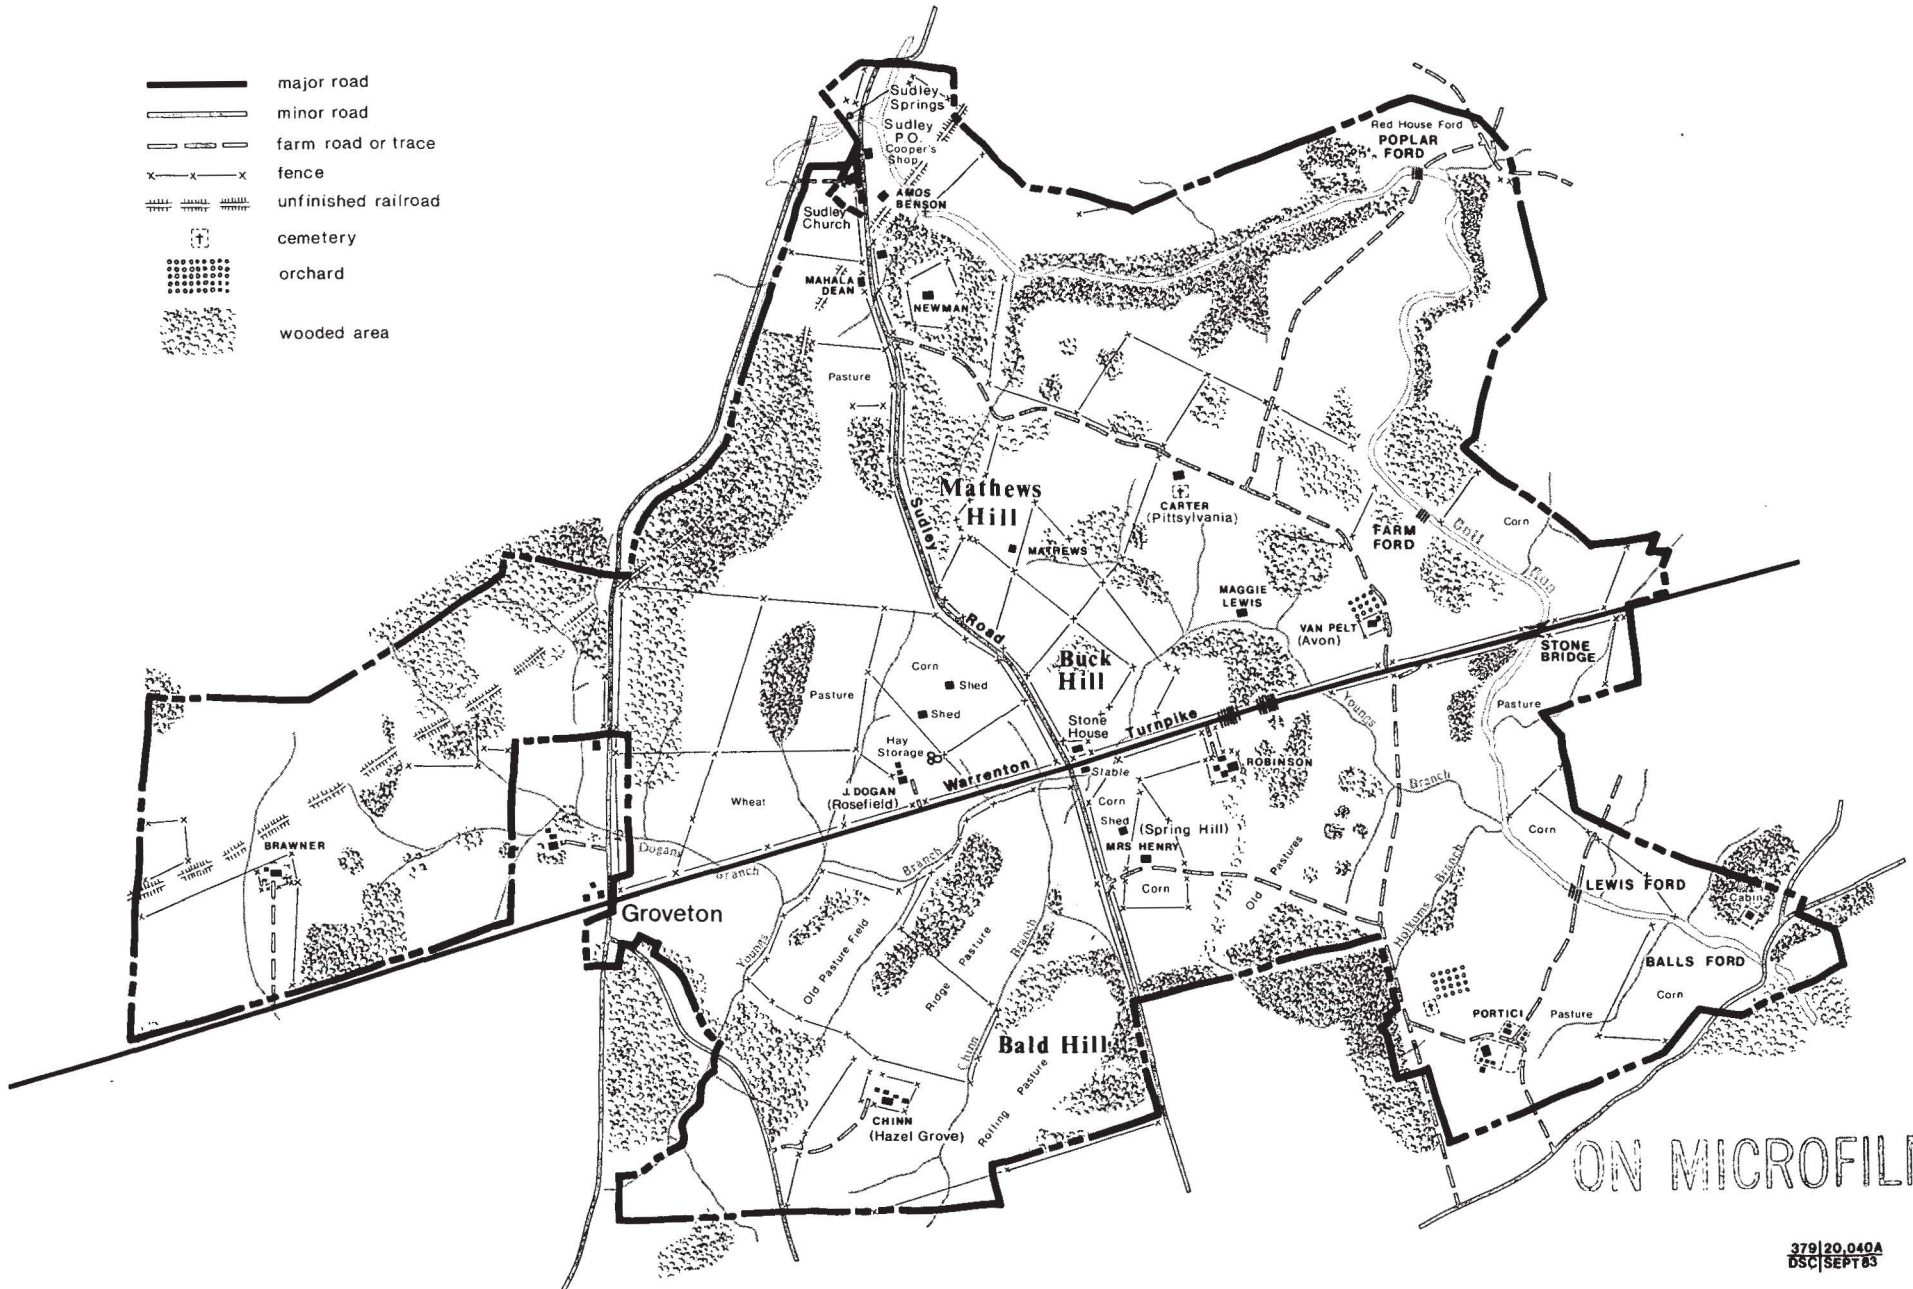 major road
minor road
farm road or trace
fence
unfinished railroad
cemetery
orchard
wooded area
Sudley
Springs
Sudley
P.O.
Cooper's
Shop
AMOS
BENSON
Sudley
Church
MAHALA
DEAN
NEWMAN
Red House Ford
POPLAR
FORD
Pasture
Mathews
Hill
MATHEWS
Sudley
Road
CARTER
(Pittsylvania)
FARM
FORD
Corn
Bull
Run
MAGGIE
LEWIS
VAN PELT
(Avon)
STONE
BRIDGE
Buck
Hill
Corn
Shed
Shed
Pasture
Hay
Storage
Stone
House
Turnpike
Warrenton
Stable
J. DOGAN
(Rosefield)
Wheat
ROBINSON
Youngs
Branch
Pasture
Corn
Shed
(Spring Hill)
MRS HENRY
Corn
Old Pastures
Corn
LEWIS FORD
Cabin
BALLS FORD
Corn
Holkums
Branch
PORTICI
Pasture
BRAWNER
Dogans
Branch
Groveton
Youngs
Branch
Old Pasture Field
Ridge Pasture
Chinn
Branch
Bald Hill
Rolling Pasture
CHINN
(Hazel Grove)
ON MICROFIL
379|20,040A
DSC|SEPT 83